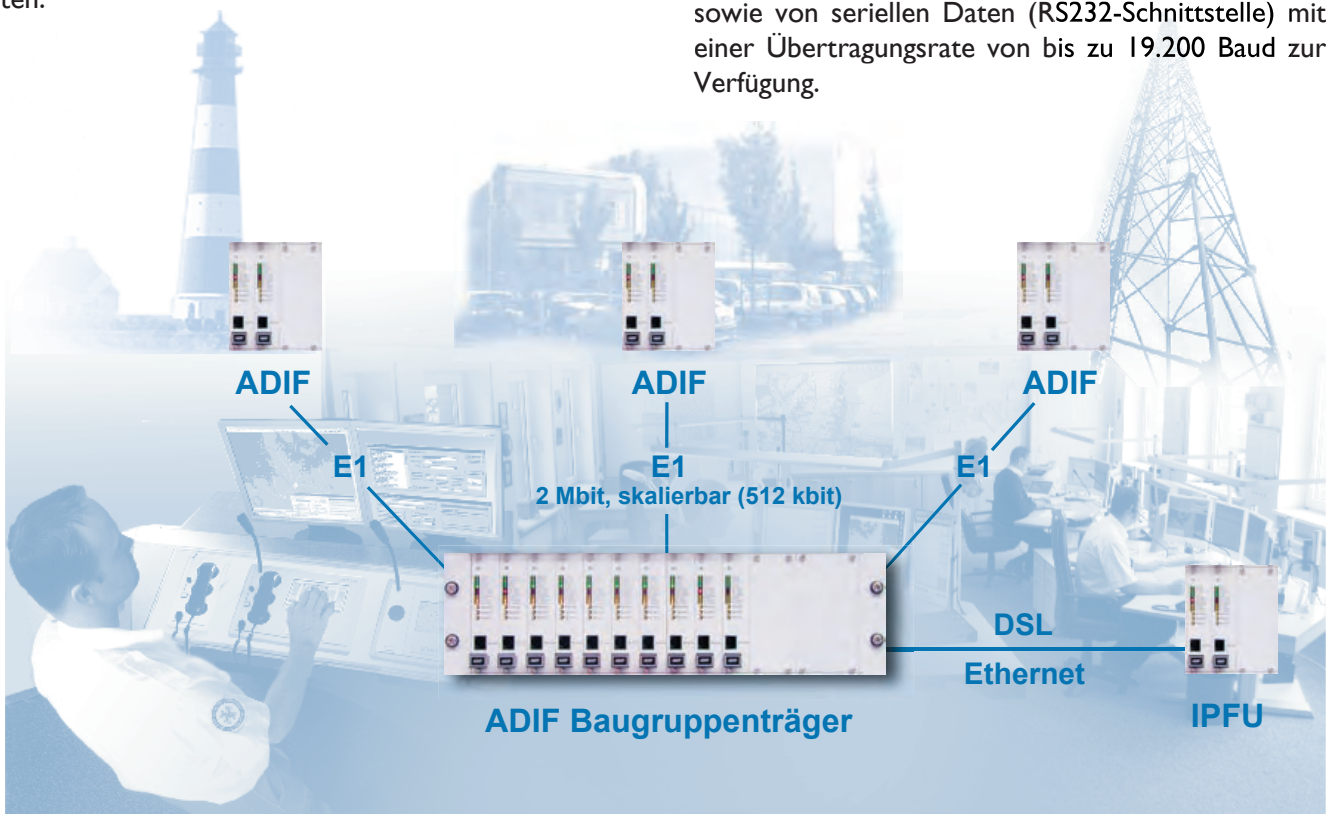 ten.
sowie von seriellen Daten (RS232-Schnittstelle) mit
einer Übertragungsrate von bis zu 19.200 Baud zur
Verfügung.
ADIF
ADIF
ADIF
E1
E1
E1
2 Mbit, skalierbar (512 kbit)
DSL
Ethernet
ADIF Baugruppenträger
IPFU